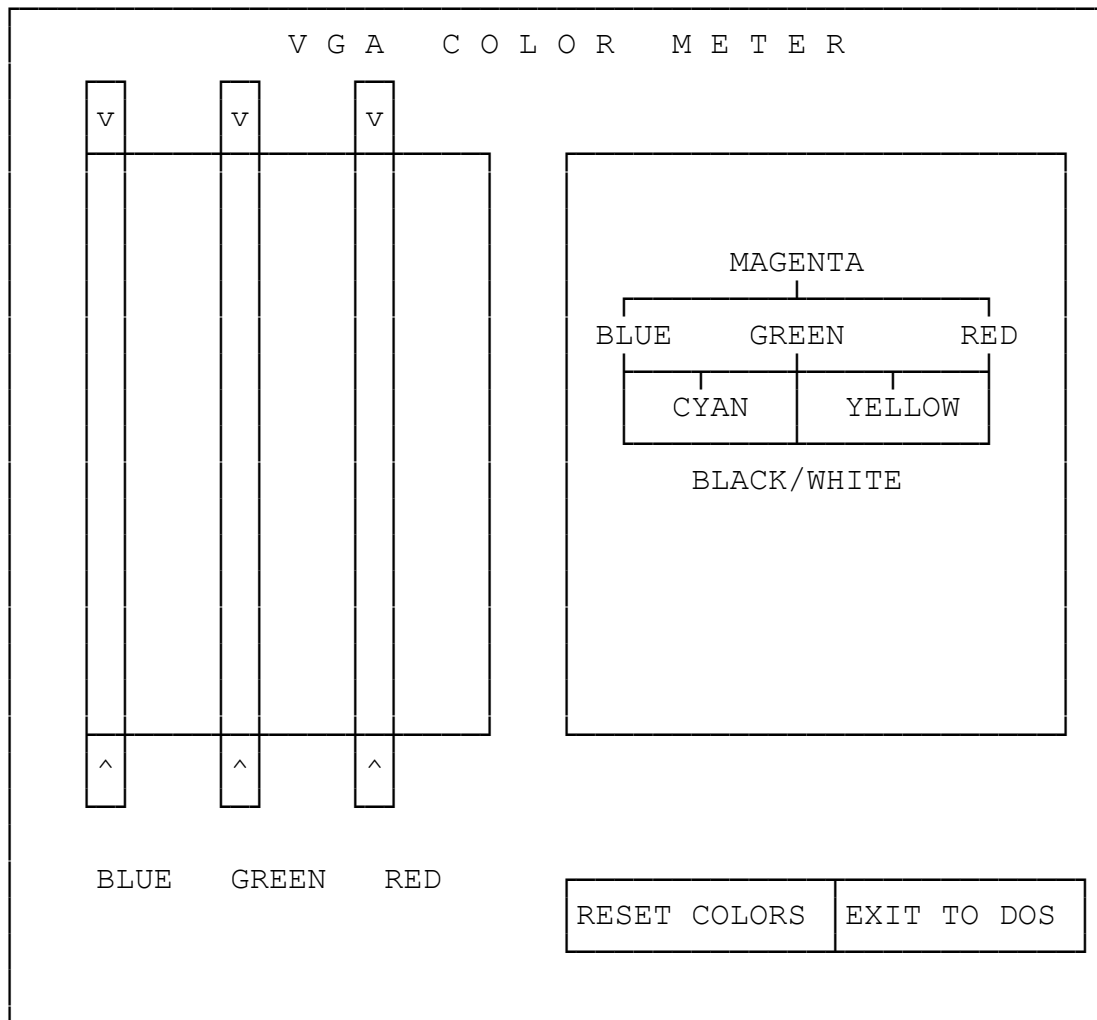 V G A   C O L O R   M E T E R
v v v
MAGENTA
BLUE GREEN RED
CYAN YELLOW
BLACK/WHITE
^ ^ ^
BLUE GREEN RED
RESET COLORS EXIT TO DOS